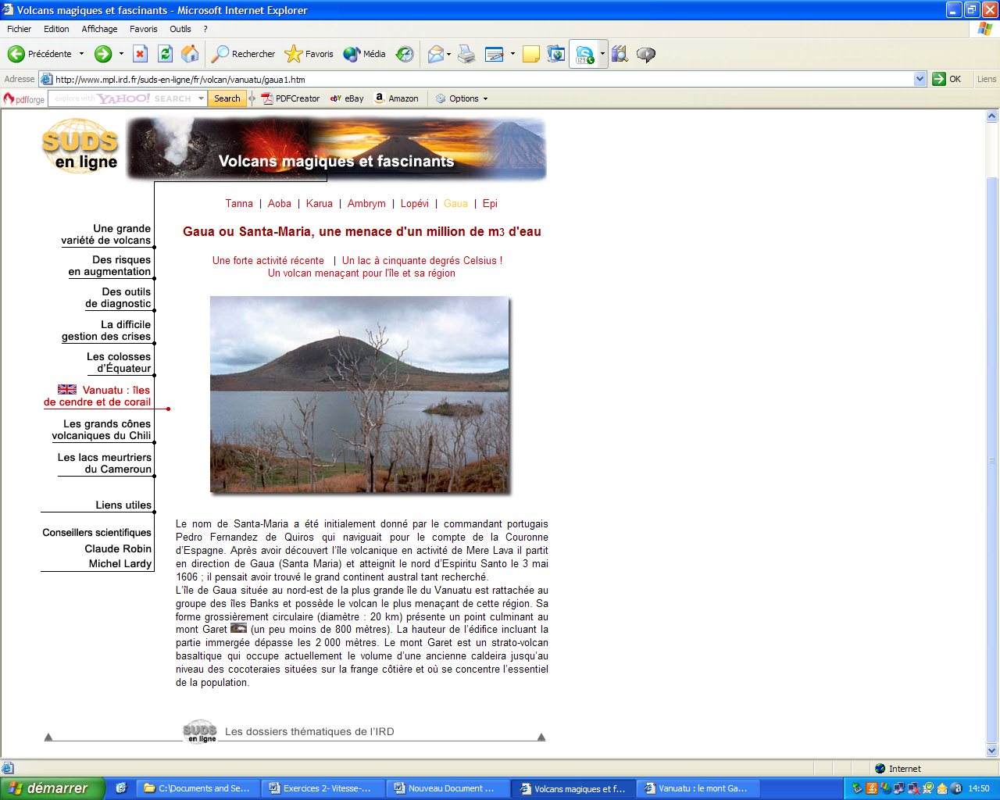 Volcans magiques et fascinants - Microsoft Internet Explorer
Fichier Edition Affichage Favoris Outils ?
Précédente Rechercher Favoris Média
Adresse http://www.mpl.ird.fr/suds-en-ligne/fr/volcan/vanuatu/gaua1.htm OK Liens
pdfforge explore with YAHOO! SEARCH Search PDFCreator eBay Amazon Options
SUDS
en ligne
Volcans magiques et fascinants
Tanna | Aoba | Karua | Ambrym | Lopévi | Gaua | Epi
Gaua ou Santa-Maria, une menace d'un million de m3 d'eau
Une forte activité récente | Un lac à cinquante degrés Celsius !
Un volcan menaçant pour l'île et sa région
Une grande
variété de volcans
Des risques
en augmentation
Des outils
de diagnostic
La difficile
gestion des crises
Les colosses
d'Équateur
Vanuatu : îles
de cendre et de corail
Les grands cônes
volcaniques du Chili
Les lacs meurtriers
du Cameroun
Liens utiles
Conseillers scientifiques
Claude Robin
Michel Lardy
Le nom de Santa-Maria a été initialement donné par le commandant portugais
Pedro Fernandez de Quiros qui naviguait pour le compte de la Couronne
d'Espagne. Après avoir découvert l'île volcanique en activité de Mere Lava il partit
en direction de Gaua (Santa Maria) et atteignit le nord d'Espiritu Santo le 3 mai
1606 ; il pensait avoir trouvé le grand continent austral tant recherché.
L'île de Gaua située au nord-est de la plus grande île du Vanuatu est rattachée au
groupe des îles Banks et possède le volcan le plus menaçant de cette région. Sa
forme grossièrement circulaire (diamètre : 20 km) présente un point culminant au
mont Garet (un peu moins de 800 mètres). La hauteur de l'édifice incluant la
partie immergée dépasse les 2 000 mètres. Le mont Garet est un strato-volcan
basaltique qui occupe actuellement le volume d'une ancienne caldeira jusqu'au
niveau des cocoteraies situées sur la frange côtière et où se concentre l'essentiel
de la population.
SUDS
en ligne
Les dossiers thématiques de l'IRD
Internet
démarrer C:\Documents and Se... Exercices 2- Vitesse-... Nouveau Document ... Volcans magiques et f... Vanuatu : le mont Ga... 14:50